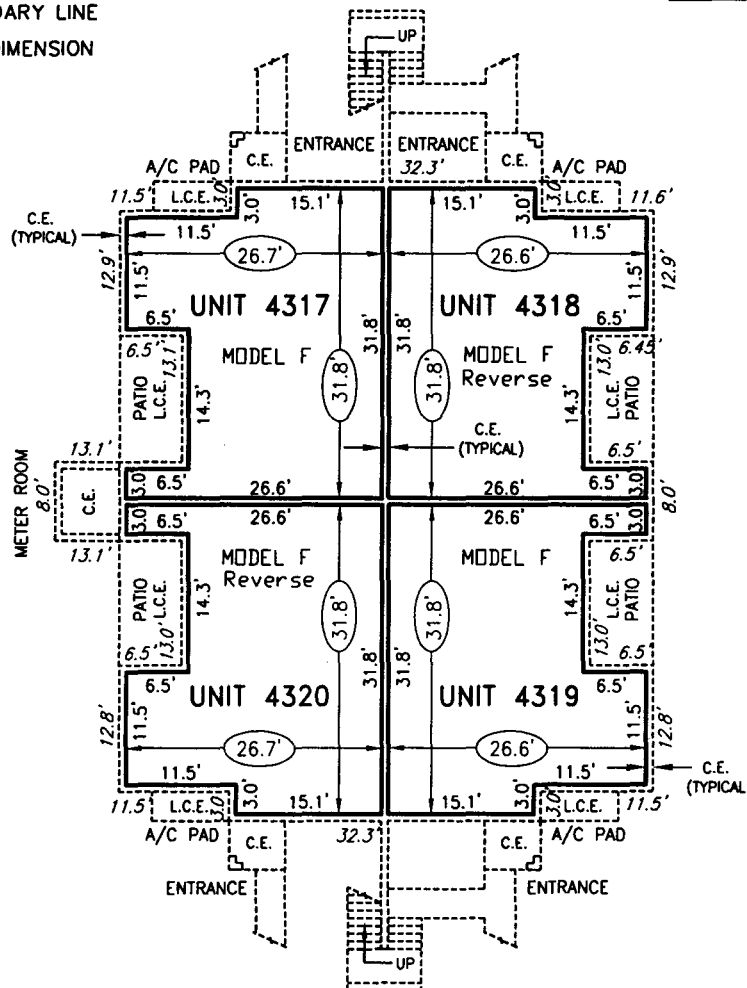 DARY LINE
DIMENSION
UP
ENTRANCE
ENTRANCE
C.E.
C.E.
32.3'
A/C PAD
A/C PAD
11.5'
L.C.E.
3.0'
3.0'
L.C.E.
11.6'
15.1'
15.1'
C.E.
(TYPICAL)
3.0'
3.0'
11.5'
11.5'
26.7'
26.6'
12.9'
11.5'
11.5'
12.9'
UNIT 4317
UNIT 4318
6.5'
6.5'
31.8'
31.8'
6.5'
6.45'
MODEL F
MODEL F
Reverse
13.1'
13.0'
PATIO
L.C.E.
14.3'
31.8'
31.8'
14.3'
L.C.E.
PATIO
C.E.
(TYPICAL)
13.1'
6.5'
METER ROOM
8.0'
C.E.
3.0'
6.5'
26.6'
26.6'
6.5'
3.0'
8.0'
3.0'
6.5'
26.6'
26.6'
6.5'
3.0'
13.1'
6.5'
MODEL F
Reverse
MODEL F
PATIO
L.C.E.
14.3'
31.8'
31.8'
14.3'
L.C.E.
PATIO
13.0'
13.0'
6.5'
6.5'
6.5'
6.5'
31.8'
31.8'
UNIT 4320
UNIT 4319
12.8'
11.5'
11.5'
12.8'
26.7'
26.6'
11.5'
11.5'
C.E.
(TYPICAL
3.0'
3.0'
15.1'
15.1'
11.5'
L.C.E.
3.0'
3.0'
L.C.E.
11.5'
A/C PAD
32.3'
A/C PAD
C.E.
C.E.
ENTRANCE
ENTRANCE
UP